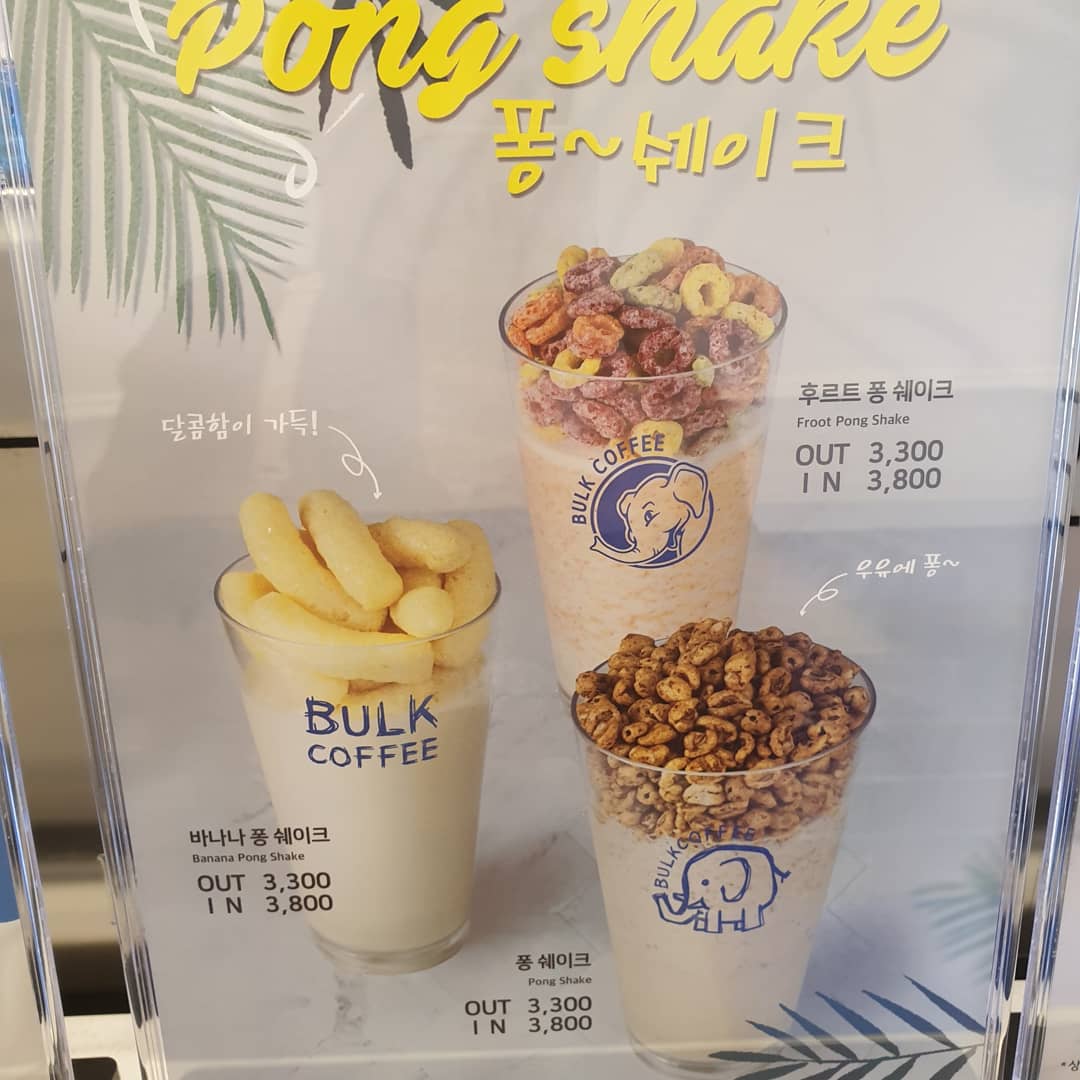 Pong shake
퐁~쉐이크
후르트 퐁 쉐이크
Froot Pong Shake
OUT 3,300
IN 3,800
달콤함이 가득!
BULK COFFEE
우유에 퐁~
BULK
COFFEE
BULKCOFFEE
바나나 퐁 쉐이크
Banana Pong Shake
OUT 3,300
IN 3,800
퐁 쉐이크
Pong Shake
OUT 3,300
IN 3,800